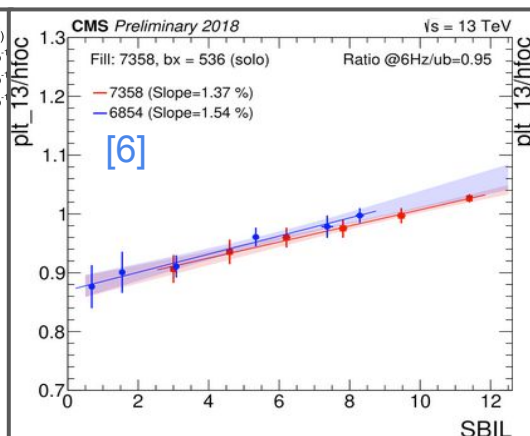 CMS Preliminary 2018
√s = 13 TeV
Fill: 7358, bx = 536 (solo)
Ratio @6Hz/ub=0.95
7358 (Slope=1.37 %)
6854 (Slope=1.54 %)
[6]
plt_13/hfoc
plt_13/hfoc
1.3
1.2
1.1
1
0.9
0.8
0.7
0 2 4 6 8 10 12
SBIL